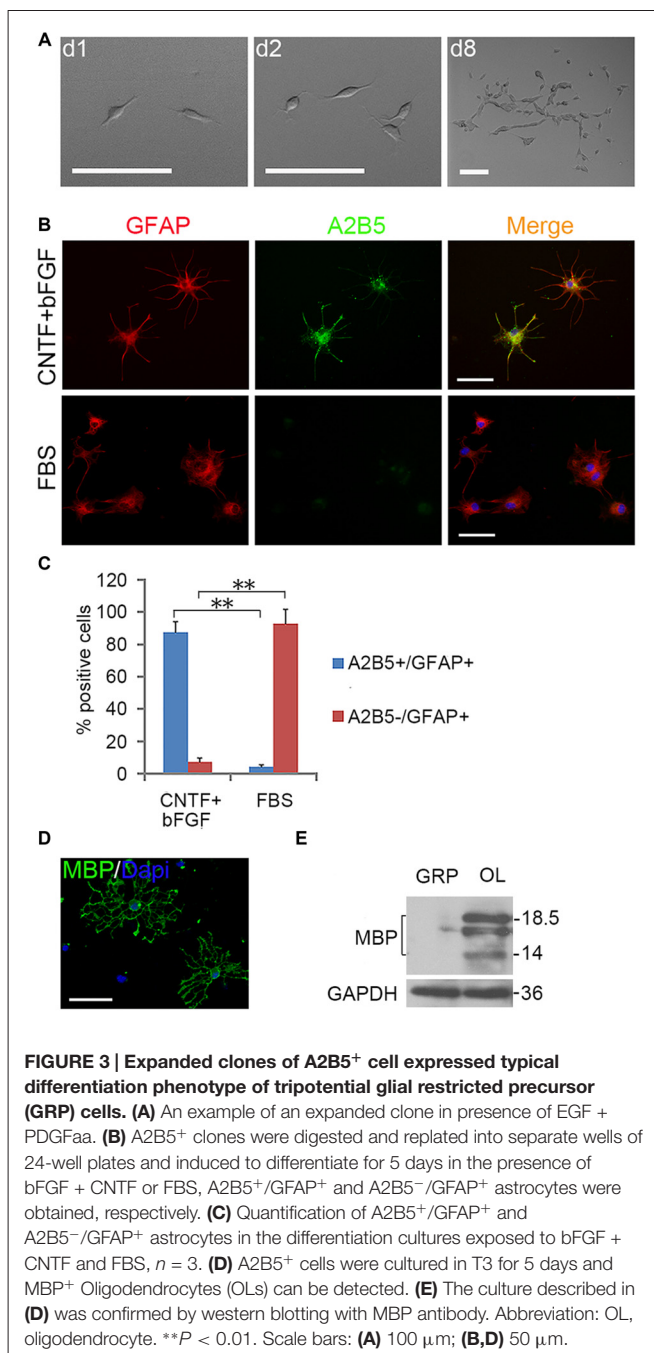 A
d1
d2
d8
B
GFAP
A2B5
Merge
CNTF+bFGF
FBS
C
120
100
80
60
40
20
0
% positive cells
**
**
A2B5+/GFAP+
.
A2B5-/GFAP+
CNTF+
bFGF
FBS
D
MBP/Dapi
E
GRP
OL
MBP
-18.5
-14
GAPDH
-36
FIGURE 3 | Expanded clones of A2B5⁺ cell expressed typical
differentiation phenotype of tripotential glial restricted precursor
(GRP) cells. (A) An example of an expanded clone in presence of EGF +
PDGFaa. (B) A2B5⁺ clones were digested and replated into separate wells of
24-well plates and induced to differentiate for 5 days in the presence of
bFGF + CNTF or FBS, A2B5⁺/GFAP⁺ and A2B5⁻/GFAP⁺ astrocytes were
obtained, respectively. (C) Quantification of A2B5⁺/GFAP⁺ and
A2B5⁻/GFAP⁺ astrocytes in the differentiation cultures exposed to bFGF +
CNTF and FBS, n = 3. (D) A2B5⁺ cells were cultured in T3 for 5 days and
MBP⁺ Oligodendrocytes (OLs) can be detected. (E) The culture described in
(D) was confirmed by western blotting with MBP antibody. Abbreviation: OL,
oligodendrocyte. **P < 0.01. Scale bars: (A) 100 μm; (B,D) 50 μm.